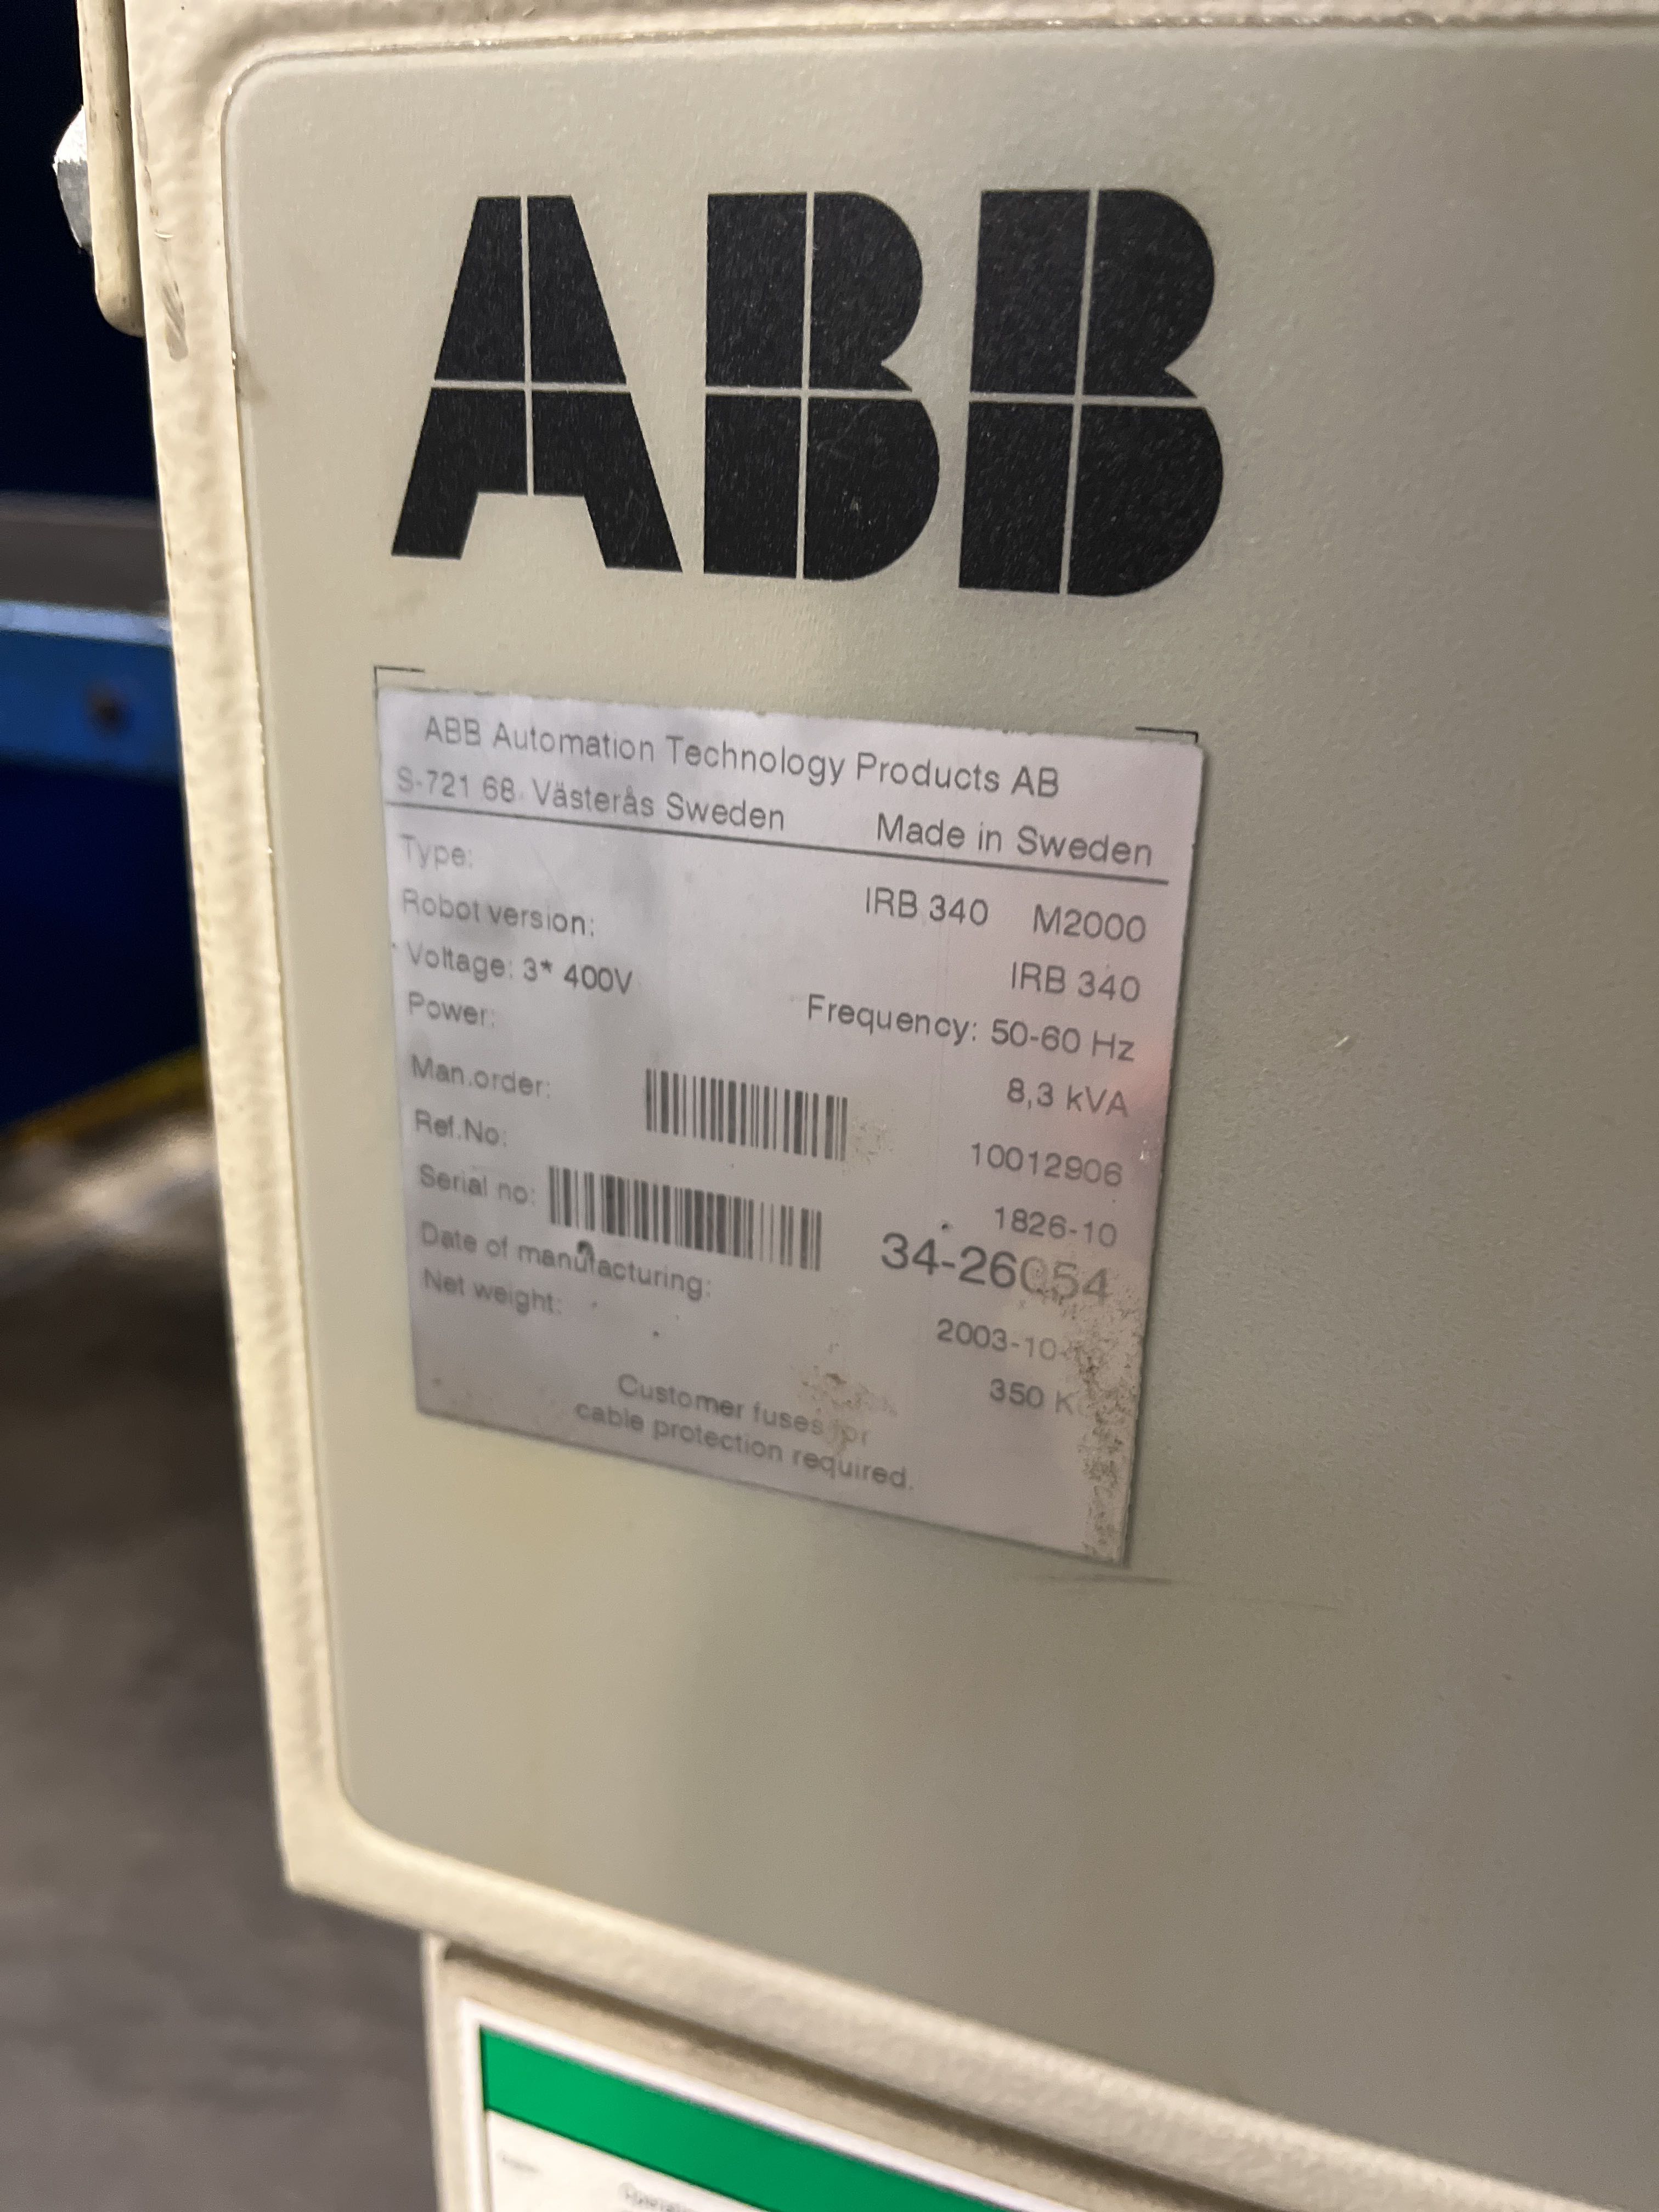 ABB
ABB Automation Technology Products AB
S-721 68 Västerås Sweden Made in Sweden
Type: IRB 340 M2000
Robot version: IRB 340
Voltage: 3* 400V Frequency: 50-60 Hz
Power: 8,3 kVA
Man.order: 10012906
Ref.No: 1826-10
Serial no: 34-26054
Date of manufacturing: 2003-10-
Net weight: 350 K
Customer fuses for
cable protection required.